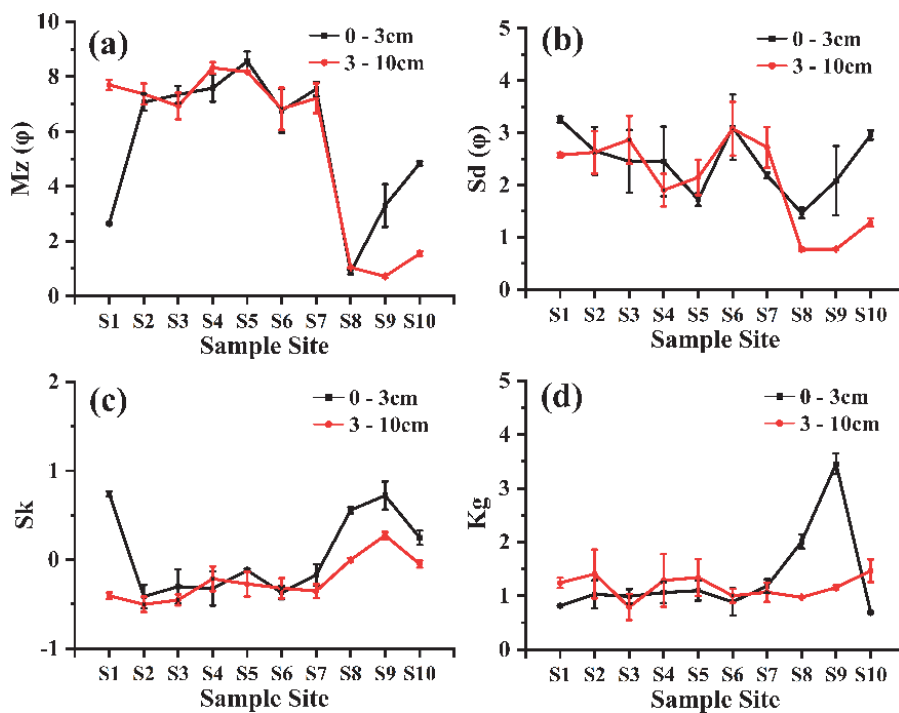 (a)
0 - 3cm
3 - 10cm
Mz (φ)
10
8
6
4
2
0
S1 S2 S3 S4 S5 S6 S7 S8 S9 S10
Sample Site
(b)
0 - 3cm
3 - 10cm
Sd (φ)
5
4
3
2
1
0
S1 S2 S3 S4 S5 S6 S7 S8 S9 S10
Sample Site
(c)
0 - 3cm
3 - 10cm
Sk
2
1
0
-1
S1 S2 S3 S4 S5 S6 S7 S8 S9 S10
Sample Site
(d)
0 - 3cm
3 - 10cm
Kg
5
4
3
2
1
0
S1 S2 S3 S4 S5 S6 S7 S8 S9 S10
Sample Site